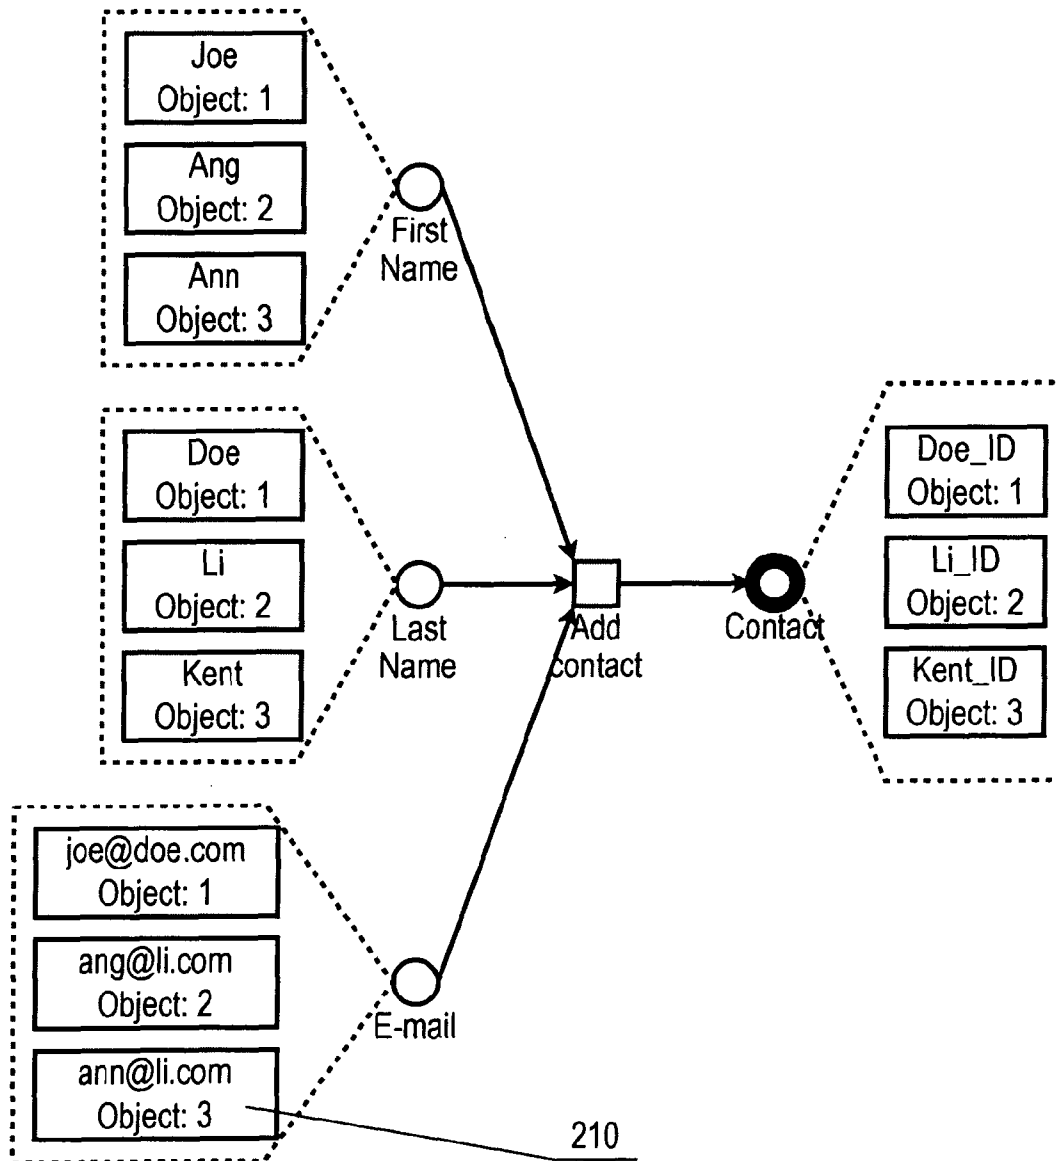 Joe
Object: 1
Ang
Object: 2
Ann
Object: 3
First
Name
Doe
Object: 1
Li
Object: 2
Kent
Object: 3
Last
Name
Add
contact
Contact
Doe_ID
Object: 1
Li_ID
Object: 2
Kent_ID
Object: 3
joe@doe.com
Object: 1
ang@li.com
Object: 2
ann@li.com
Object: 3
E-mail
210